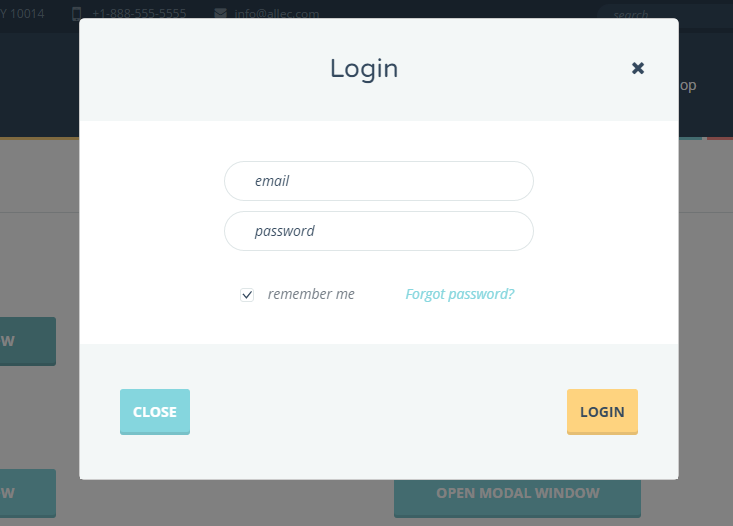 Y 10014 +1-888-555-5555 info@allec.com search
Login
op
email
password
remember me Forgot password?
W
CLOSE LOGIN
W OPEN MODAL WINDOW